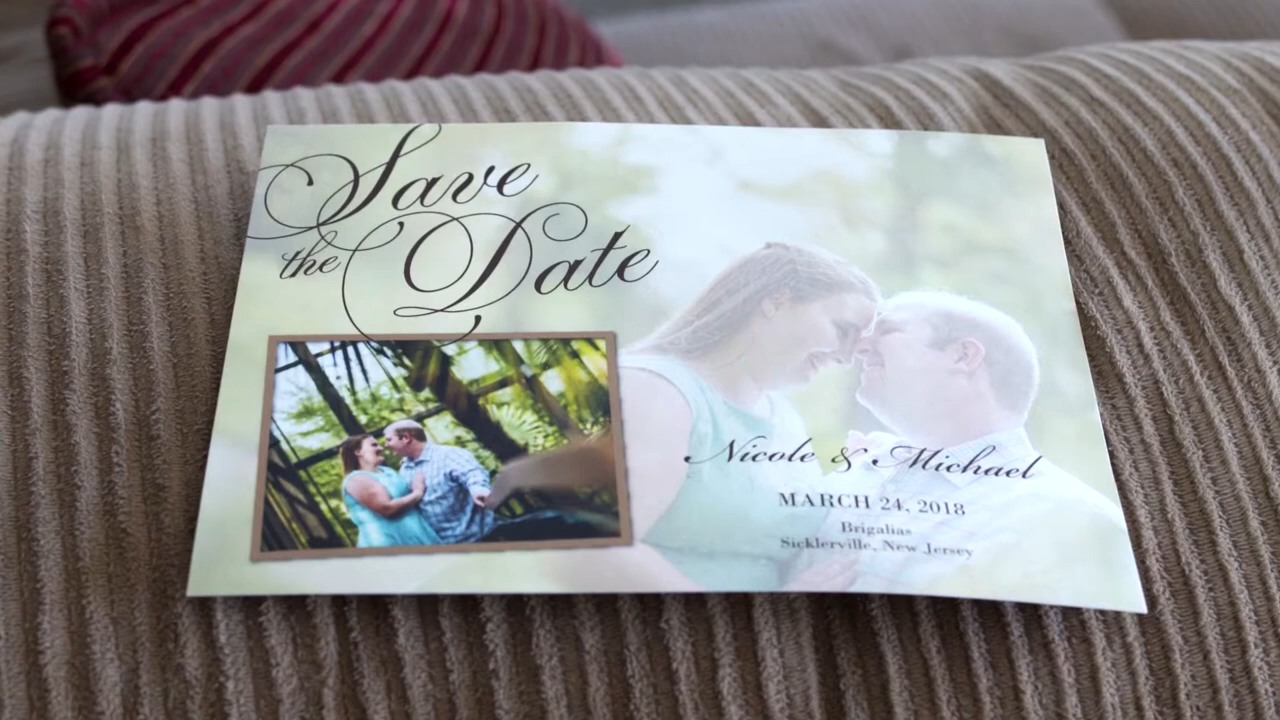 Save
the Date
Nicole & Michael
MARCH 24, 2018
Brigalias
Sicklerville, New Jersey